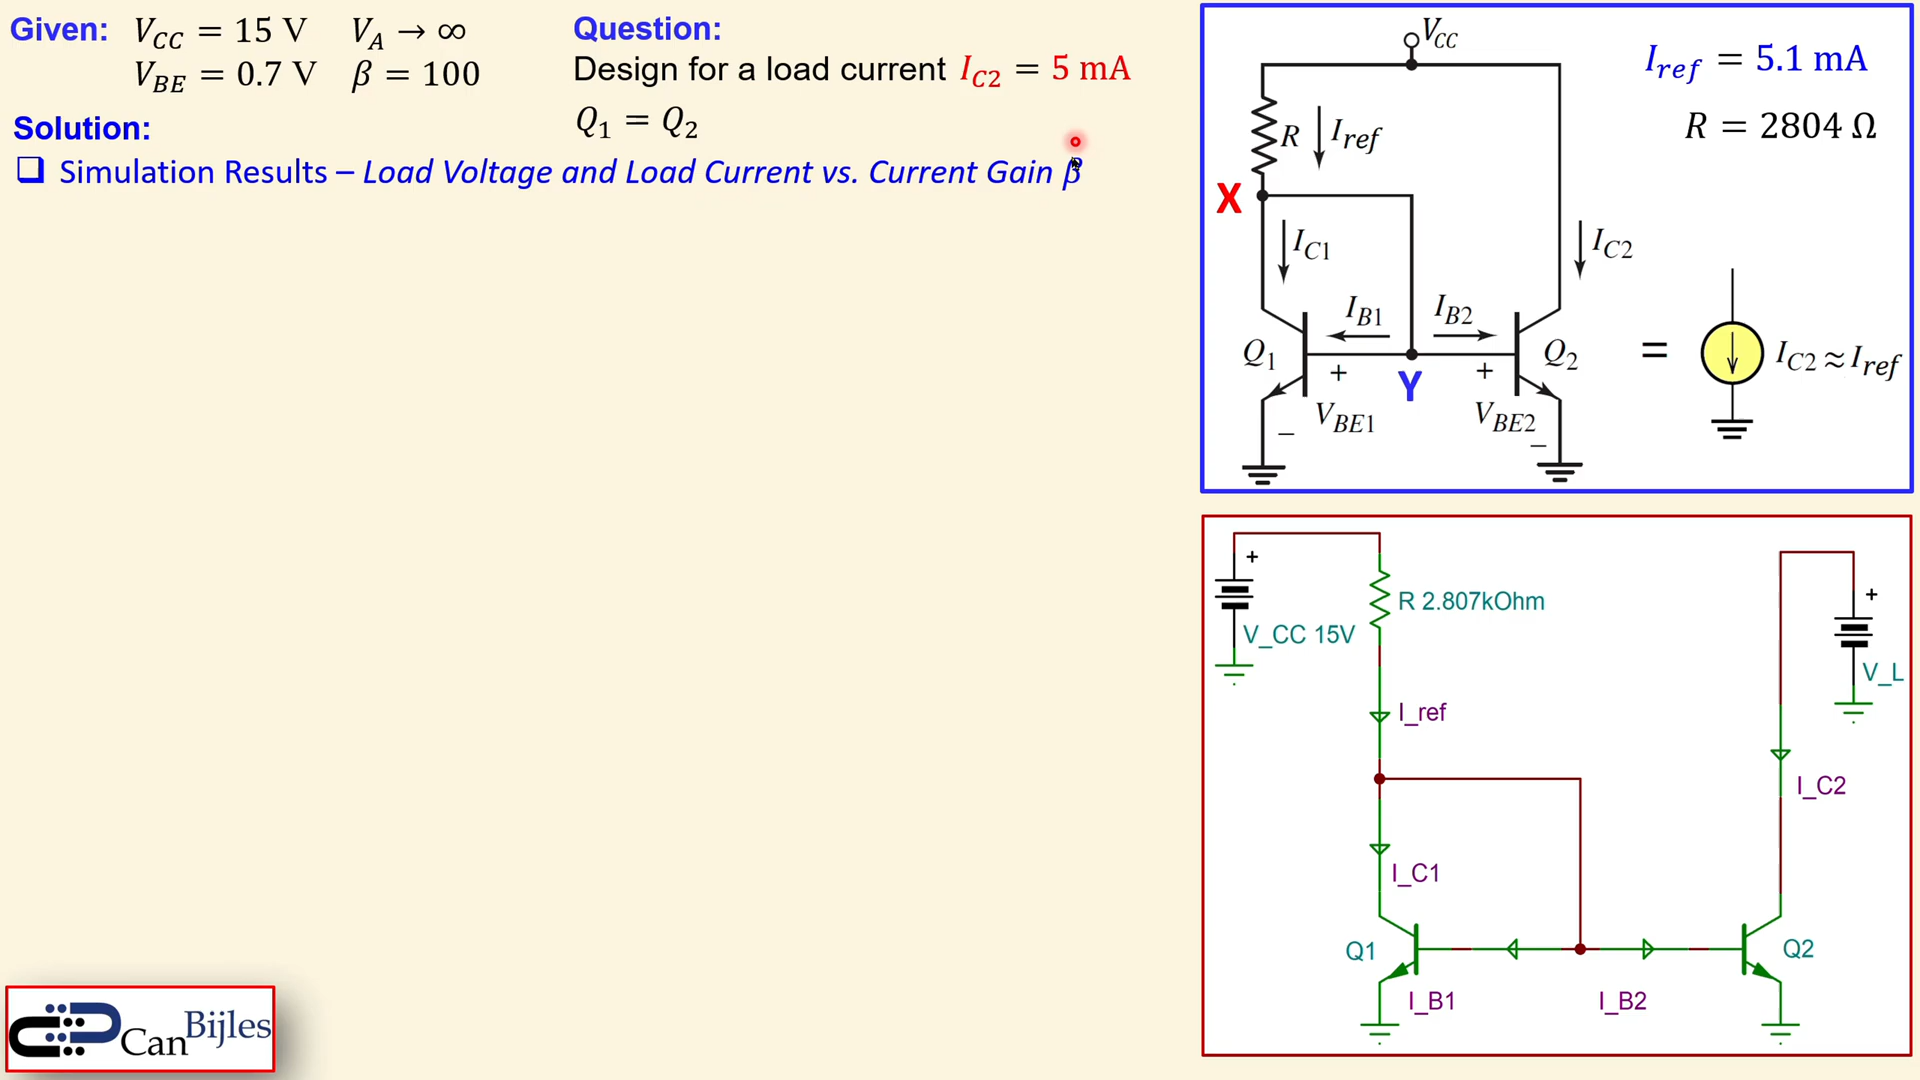 Given: V_CC = 15 V V_A → ∞
V_BE = 0.7 V β = 100
Question:
Design for a load current I_C2 = 5 mA
Q_1 = Q_2
Solution:
❑ Simulation Results – Load Voltage and Load Current vs. Current Gain β
V_CC
I_ref = 5.1 mA
R = 2804 Ω
R I_ref
X
I_C1
I_C2
I_B1 I_B2
Q_1 Q_2
+ +
Y
V_BE1 V_BE2
– –
= I_C2 ≈ I_ref
+
R 2.807kOhm
+
V_CC 15V
V_L
I_ref
I_C2
I_C1
Q1 Q2
I_B1 I_B2
Can Bijles